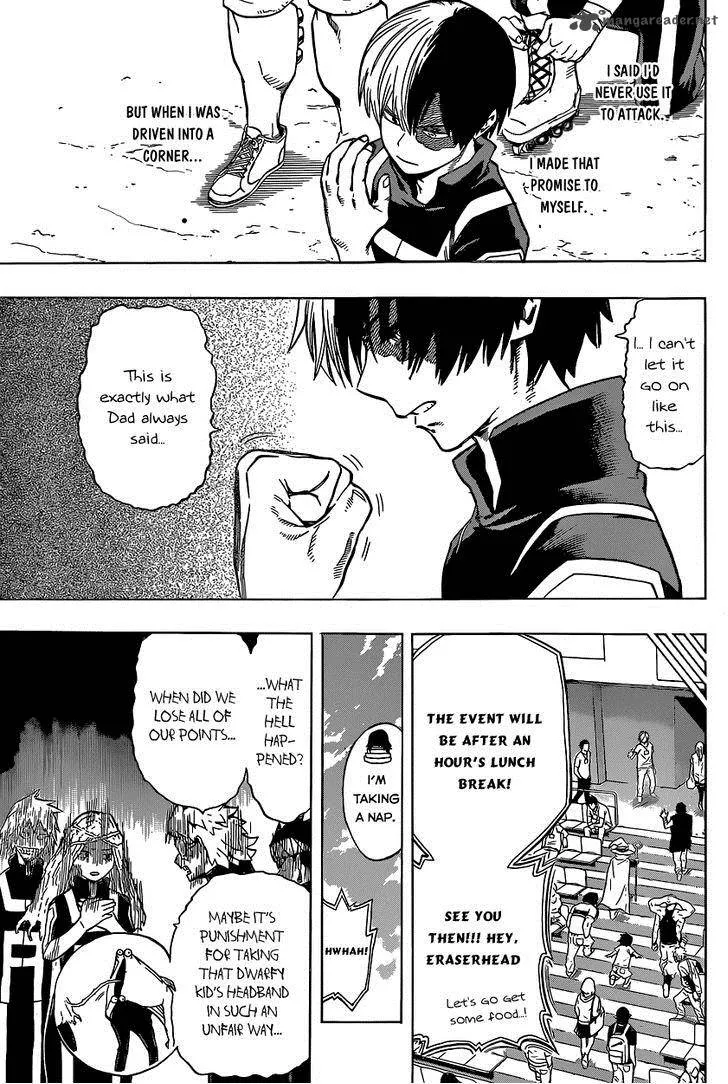 mangareader.net
I SAID I'D
NEVER USE IT
TO ATTACK.
I MADE THAT
PROMISE TO
MYSELF.
BUT WHEN I WAS
DRIVEN INTO A
CORNER...
I... I can't
let it
go on
like
this...
This is
exactly what
Dad always
said...
THE EVENT WILL
BE AFTER AN
HOUR'S LUNCH
BREAK!
SEE YOU
THEN!!! HEY,
ERASERHEAD
Let's go get
some food...!
I'M
TAKING
A NAP.
HWHAH!
...WHAT
THE
HELL
HAP-
PENED?
WHEN DID WE
LOSE ALL OF
OUR POINTS...
MAYBE IT'S
PUNISHMENT
FOR TAKING
THAT DWARFY
KID'S HEADBAND
IN SUCH AN
UNFAIR WAY...